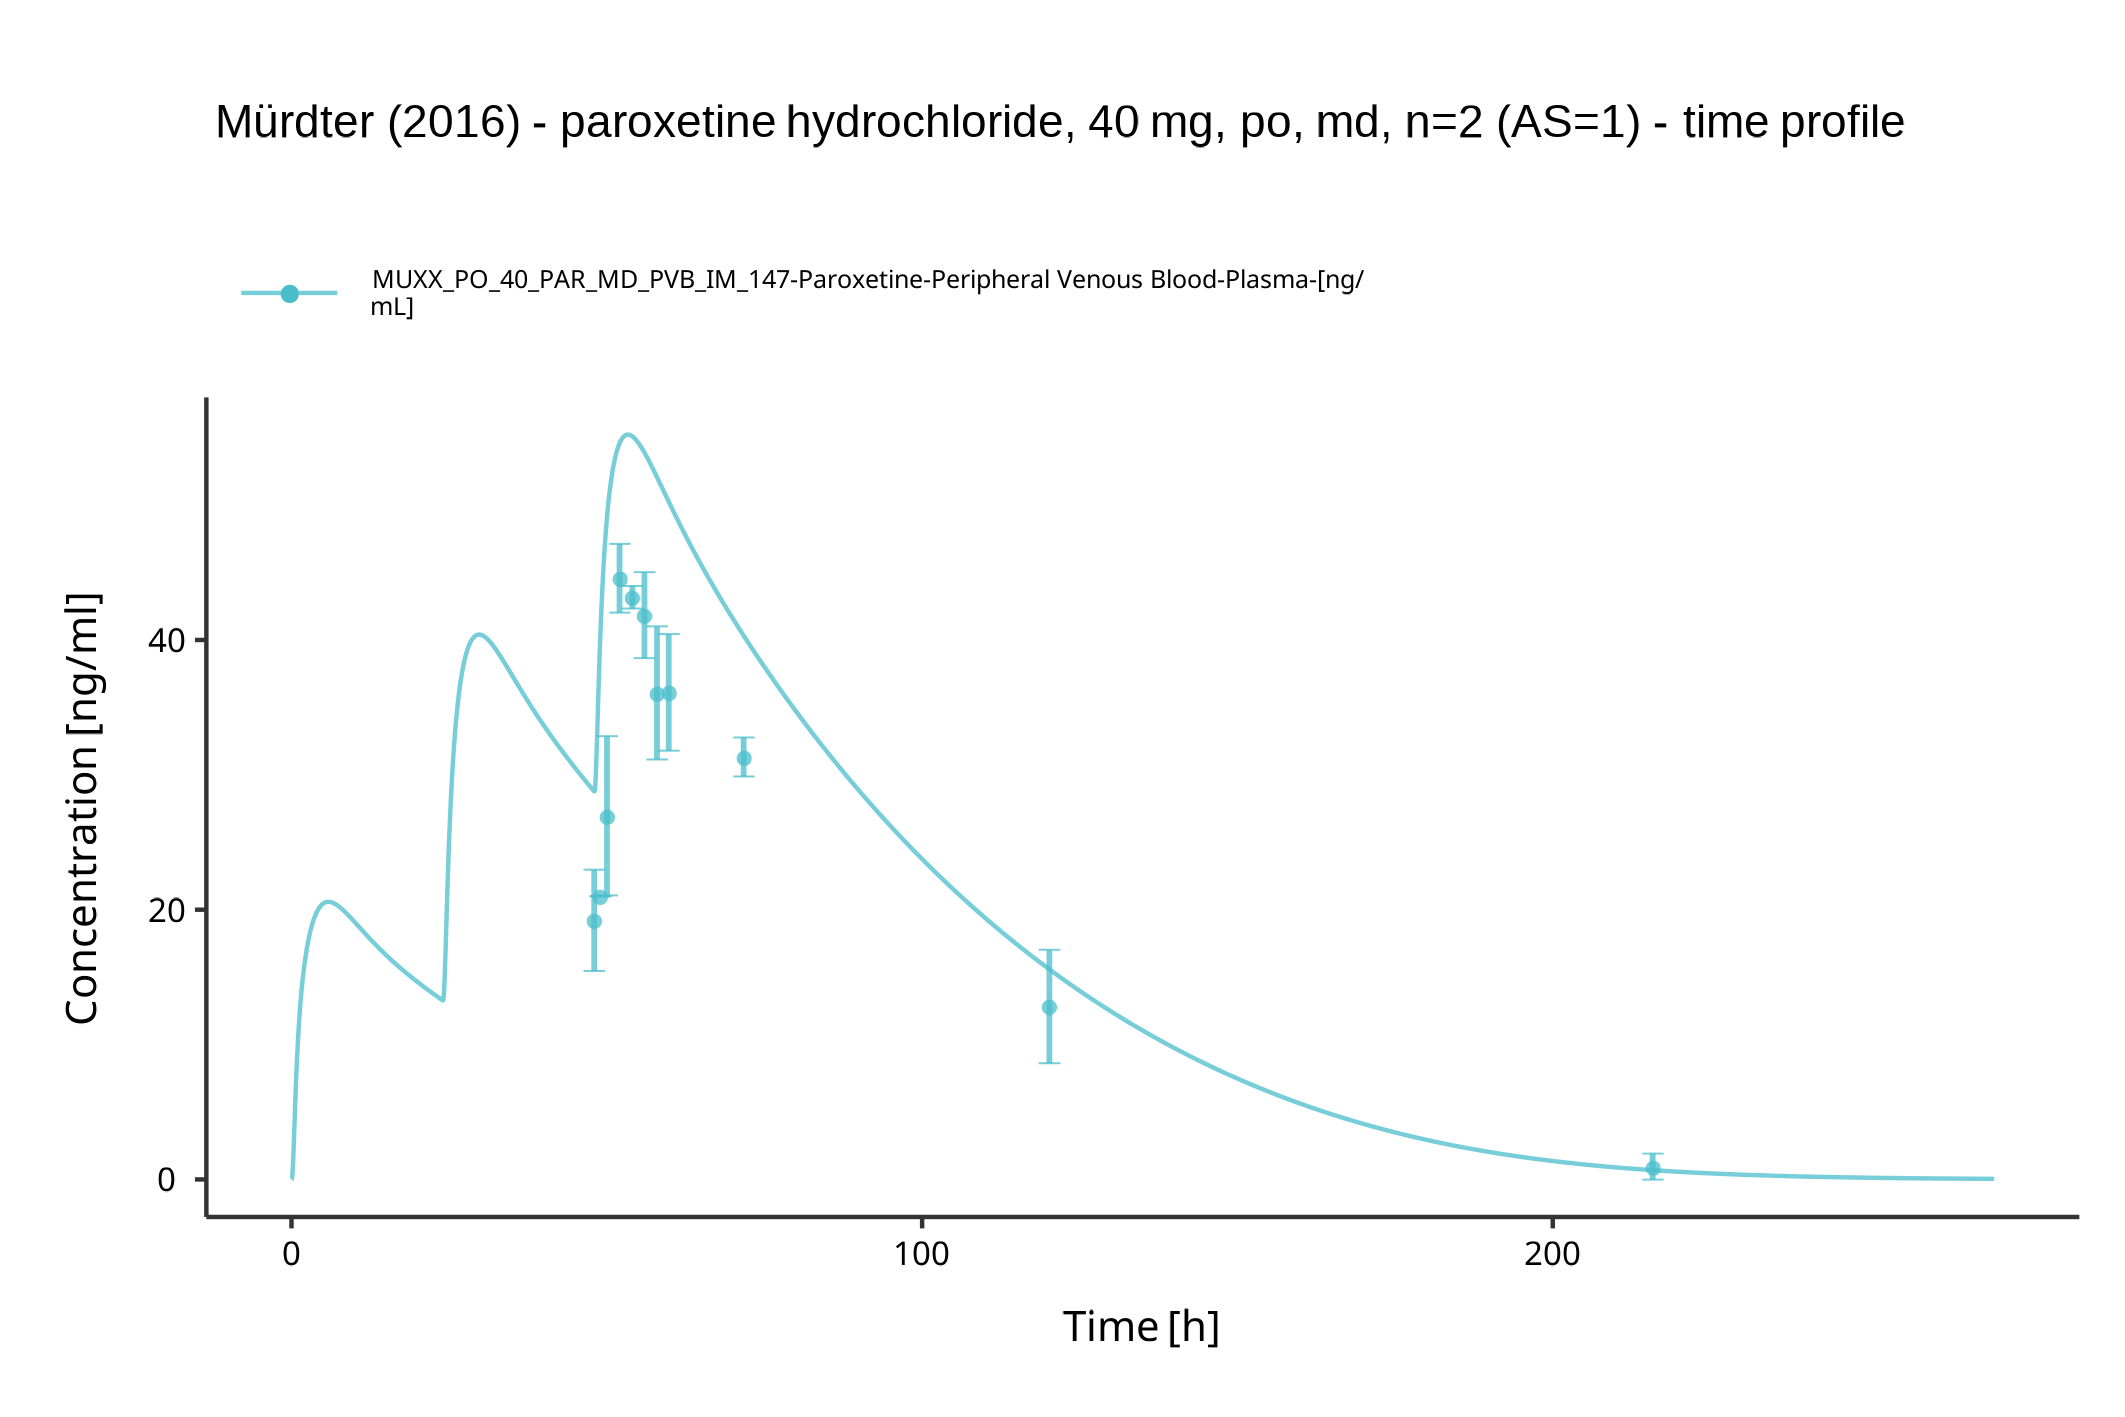 Mürdter (2016) - paroxetine hydrochloride, 40 mg, po, md, n=2 (AS=1) - time profile
MUXX_PO_40_PAR_MD_PVB_IM_147-Paroxetine-Peripheral Venous Blood-Plasma-[ng/
mL]
Concentration [ng/ml]
40
20
0
0 100 200
Time [h]